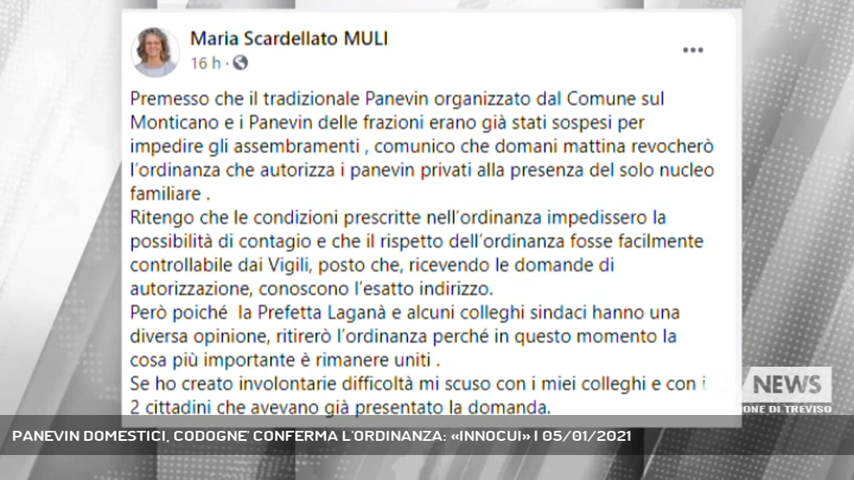 Maria Scardellato MULI
16 h ·
Premesso che il tradizionale Panevin organizzato dal Comune sul
Monticano e i Panevin delle frazioni erano già stati sospesi per
impedire gli assembramenti , comunico che domani mattina revocherò
l'ordinanza che autorizza i panevin privati alla presenza del solo nucleo
familiare .
Ritengo che le condizioni prescritte nell'ordinanza impedissero la
possibilità di contagio e che il rispetto dell'ordinanza fosse facilmente
controllabile dai Vigili, posto che, ricevendo le domande di
autorizzazione, conoscono l'esatto indirizzo.
Però poiché la Prefetta Laganà e alcuni colleghi sindaci hanno una
diversa opinione, ritirerò l'ordinanza perché in questo momento la
cosa più importante è rimanere uniti .
Se ho creato involontarie difficoltà mi scuso con i miei colleghi e con i
2 cittadini che avevano già presentato la domanda.
NEWS
IONE DI TREVISO
PANEVIN DOMESTICI, CODOGNE' CONFERMA L'ORDINANZA: «INNOCUI» | 05/01/2021